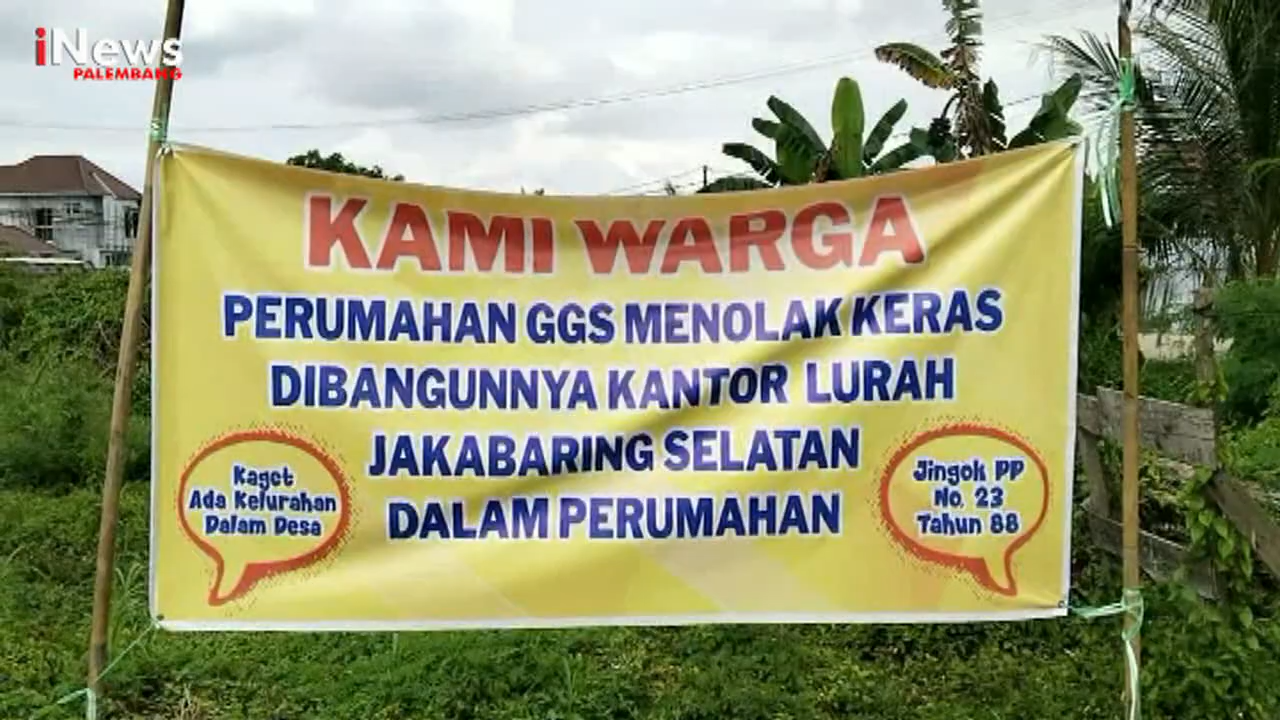 iNews
PALEMBANG
KAMI WARGA
PERUMAHAN GGS MENOLAK KERAS
DIBANGUNNYA KANTOR LURAH
JAKABARING SELATAN
DALAM PERUMAHAN
Kaget
Ada Kelurahan
Dalam Desa
Jingok PP
No. 23
Tahun 88